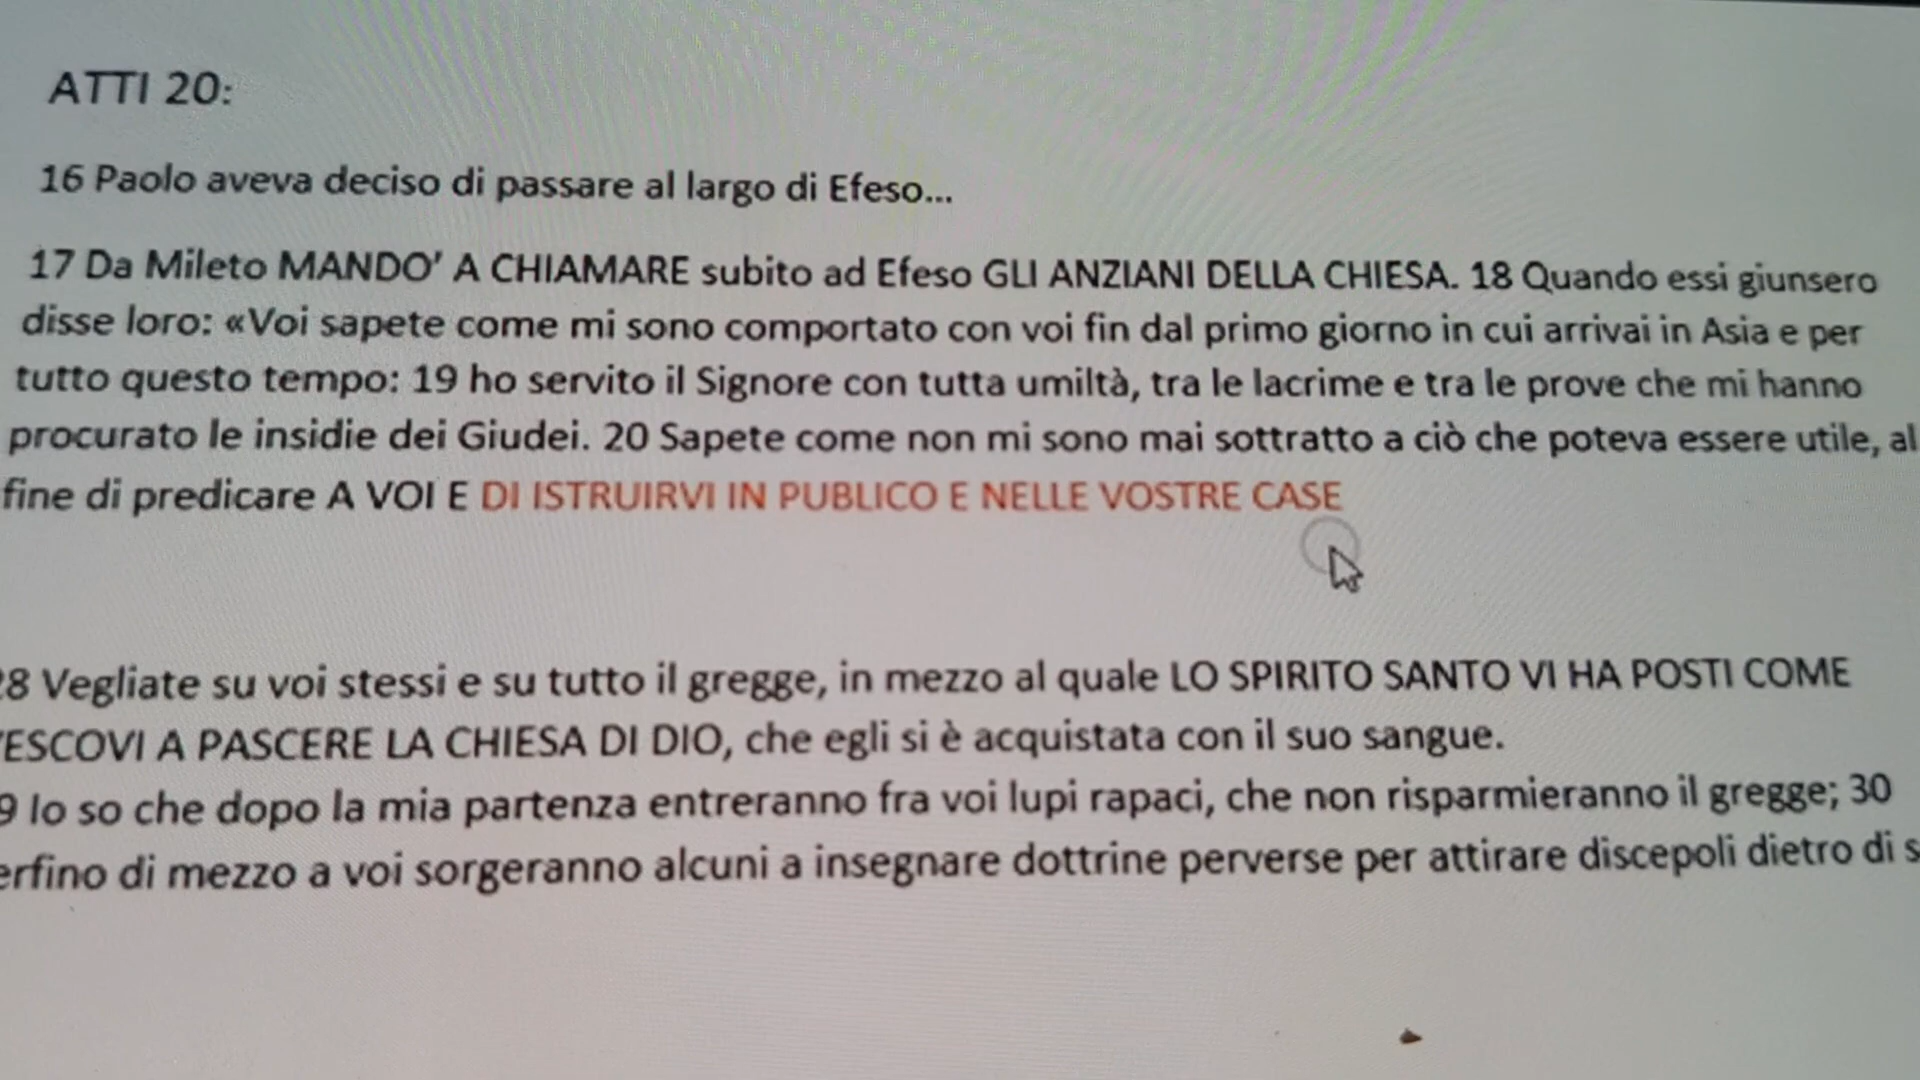 ATTI 20:
16 Paolo aveva deciso di passare al largo di Efeso...
17 Da Mileto MANDO’ A CHIAMARE subito ad Efeso GLI ANZIANI DELLA CHIESA. 18 Quando essi giunsero
disse loro: «Voi sapete come mi sono comportato con voi fin dal primo giorno in cui arrivai in Asia e per
tutto questo tempo: 19 ho servito il Signore con tutta umiltà, tra le lacrime e tra le prove che mi hanno
procurato le insidie dei Giudei. 20 Sapete come non mi sono mai sottratto a ciò che poteva essere utile, al
fine di predicare A VOI E DI ISTRUIRVI IN PUBLICO E NELLE VOSTRE CASE
28 Vegliate su voi stessi e su tutto il gregge, in mezzo al quale LO SPIRITO SANTO VI HA POSTI COME
ESCOVI A PASCERE LA CHIESA DI DIO, che egli si è acquistata con il suo sangue.
9 Io so che dopo la mia partenza entreranno fra voi lupi rapaci, che non risparmieranno il gregge; 30
erfino di mezzo a voi sorgeranno alcuni a insegnare dottrine perverse per attirare discepoli dietro di s